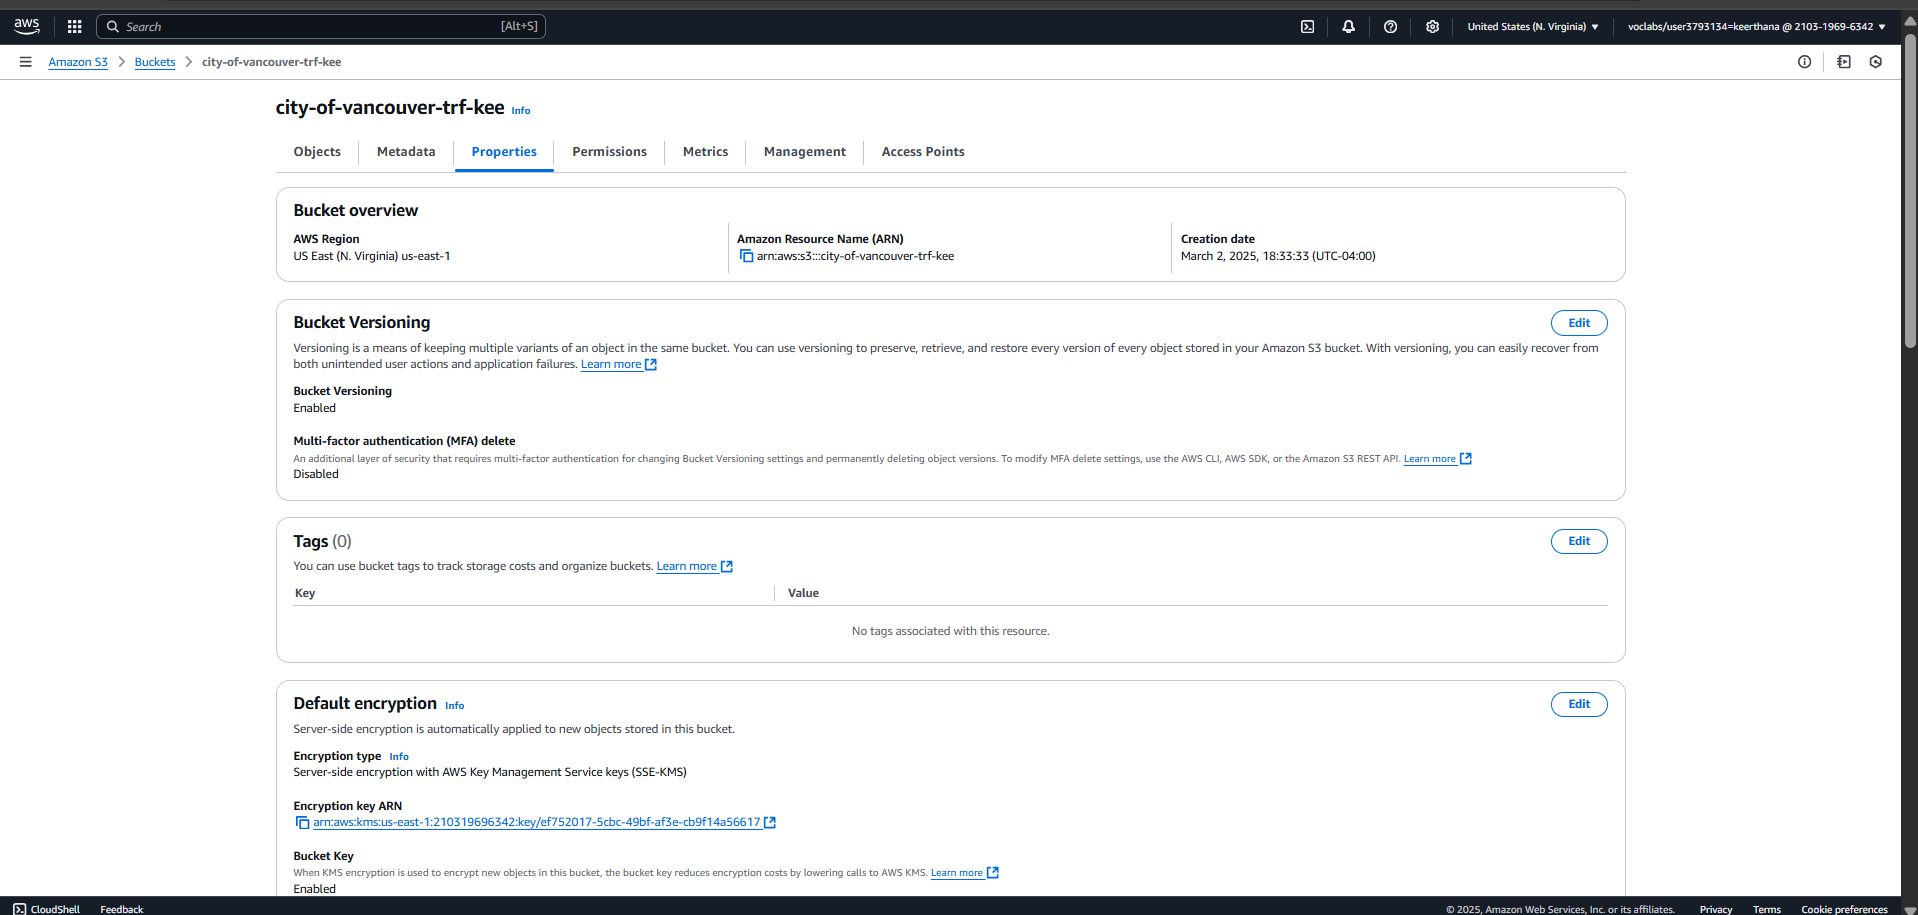 aws Search [Alt+S] United States (N. Virginia) voclabs/user3793134=keerthana @ 2103-1969-6342
Amazon S3 Buckets city-of-vancouver-trf-kee
city-of-vancouver-trf-kee Info
Objects Metadata Properties Permissions Metrics Management Access Points
Bucket overview
AWS Region Amazon Resource Name (ARN) Creation date
US East (N. Virginia) us-east-1 arn:aws:s3:::city-of-vancouver-trf-kee March 2, 2025, 18:33:33 (UTC-04:00)
Bucket Versioning Edit
Versioning is a means of keeping multiple variants of an object in the same bucket. You can use versioning to preserve, retrieve, and restore every version of every object stored in your Amazon S3 bucket. With versioning, you can easily recover from
both unintended user actions and application failures. Learn more
Bucket Versioning
Enabled
Multi-factor authentication (MFA) delete
An additional layer of security that requires multi-factor authentication for changing Bucket Versioning settings and permanently deleting object versions. To modify MFA delete settings, use the AWS CLI, AWS SDK, or the Amazon S3 REST API. Learn more
Disabled
Tags (0) Edit
You can use bucket tags to track storage costs and organize buckets. Learn more
Key Value
No tags associated with this resource.
Default encryption Info Edit
Server-side encryption is automatically applied to new objects stored in this bucket.
Encryption type Info
Server-side encryption with AWS Key Management Service keys (SSE-KMS)
Encryption key ARN
arn:aws:kms:us-east-1:210319696342:key/ef752017-5cbc-49bf-af3e-cb9f14a56617
Bucket Key
When KMS encryption is used to encrypt new objects in this bucket, the bucket key reduces encryption costs by lowering calls to AWS KMS. Learn more
Enabled
CloudShell Feedback © 2025, Amazon Web Services, Inc. or its affiliates. Privacy Terms Cookie preferences